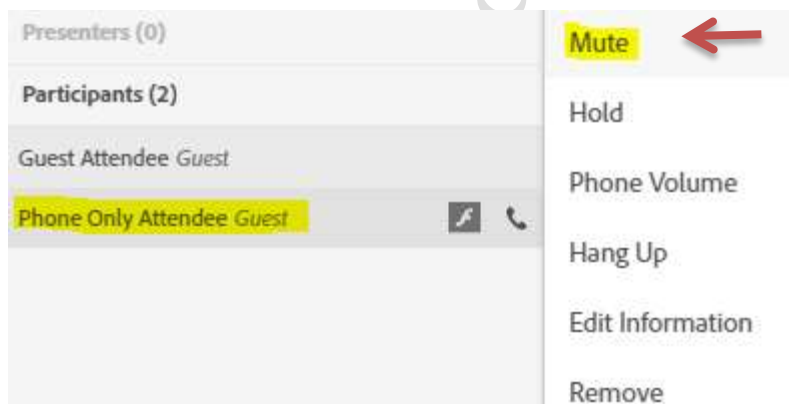 Presenters (0)
Participants (2)
Guest Attendee Guest
Phone Only Attendee Guest
Mute
Hold
Phone Volume
Hang Up
Edit Information
Remove